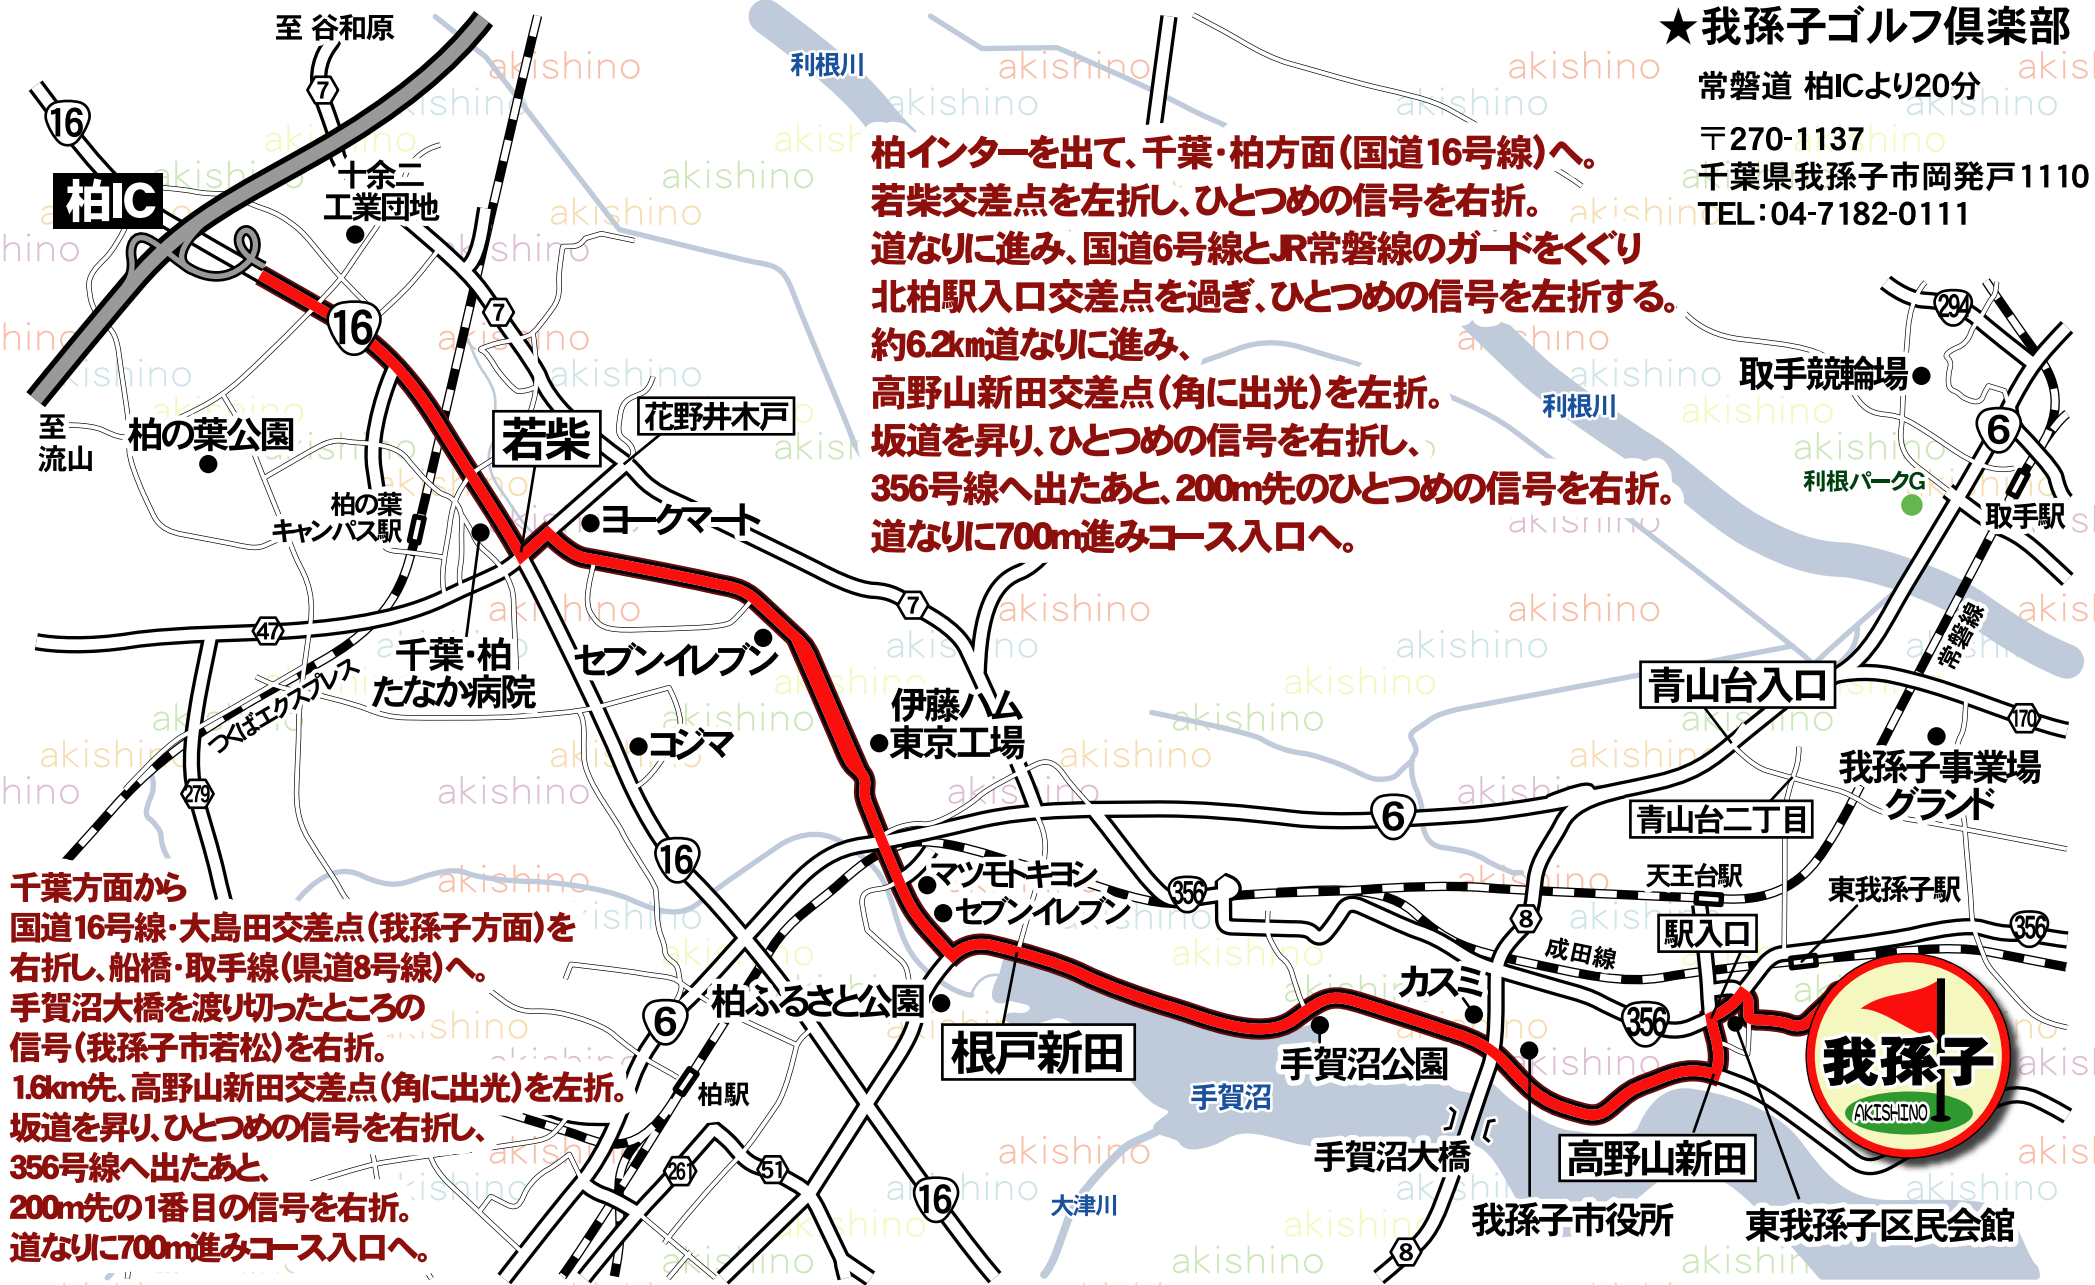 ★我孫子ゴルフ倶楽部
常磐道 柏ICより20分
〒270-1137
千葉県我孫子市岡発戸1110
TEL:04-7182-0111
柏インターを出て、千葉・柏方面(国道16号線)へ。
若柴交差点を左折し、ひとつめの信号を右折。
道なりに進み、国道6号線とJR常磐線のガードをくぐり
北柏駅入口交差点を過ぎ、ひとつめの信号を左折する。
約6.2km道なりに進み、
高野山新田交差点(角に出光)を左折。
坂道を昇り、ひとつめの信号を右折し、
356号線へ出たあと、200m先のひとつめの信号を右折。
道なりに700m進みコース入口へ。
至 谷和原
7
16
柏IC
十余二
工業団地
利根川
16
7
至
流山
柏の葉公園
若柴
花野井木戸
柏の葉
キャンパス駅
ヨークマート
294
取手競輪場
利根川
6
利根パークG
取手駅
47
7
千葉・柏
たなか病院
セブンイレブン
つくばエクスプレス
常磐線
青山台入口
170
伊藤ハム
東京工場
コジマ
279
我孫子事業場
グランド
6
青山台二丁目
16
マツモトキヨシ
セブンイレブン
356
天王台駅
東我孫子駅
8
駅入口
356
成田線
カスミ
356
柏ふるさと公園
6
根戸新田
手賀沼公園
我孫子
AKISHINO
手賀沼
柏駅
手賀沼大橋
高野山新田
261
51
16
大津川
我孫子市役所
東我孫子区民会館
8
千葉方面から
国道16号線・大島田交差点(我孫子方面)を
右折し、船橋・取手線(県道8号線)へ。
手賀沼大橋を渡り切ったところの
信号(我孫子市若松)を右折。
1.6km先、高野山新田交差点(角に出光)を左折。
坂道を昇り、ひとつめの信号を右折し、
356号線へ出たあと、
200m先の1番目の信号を右折。
道なりに700m進みコース入口へ。
akishino